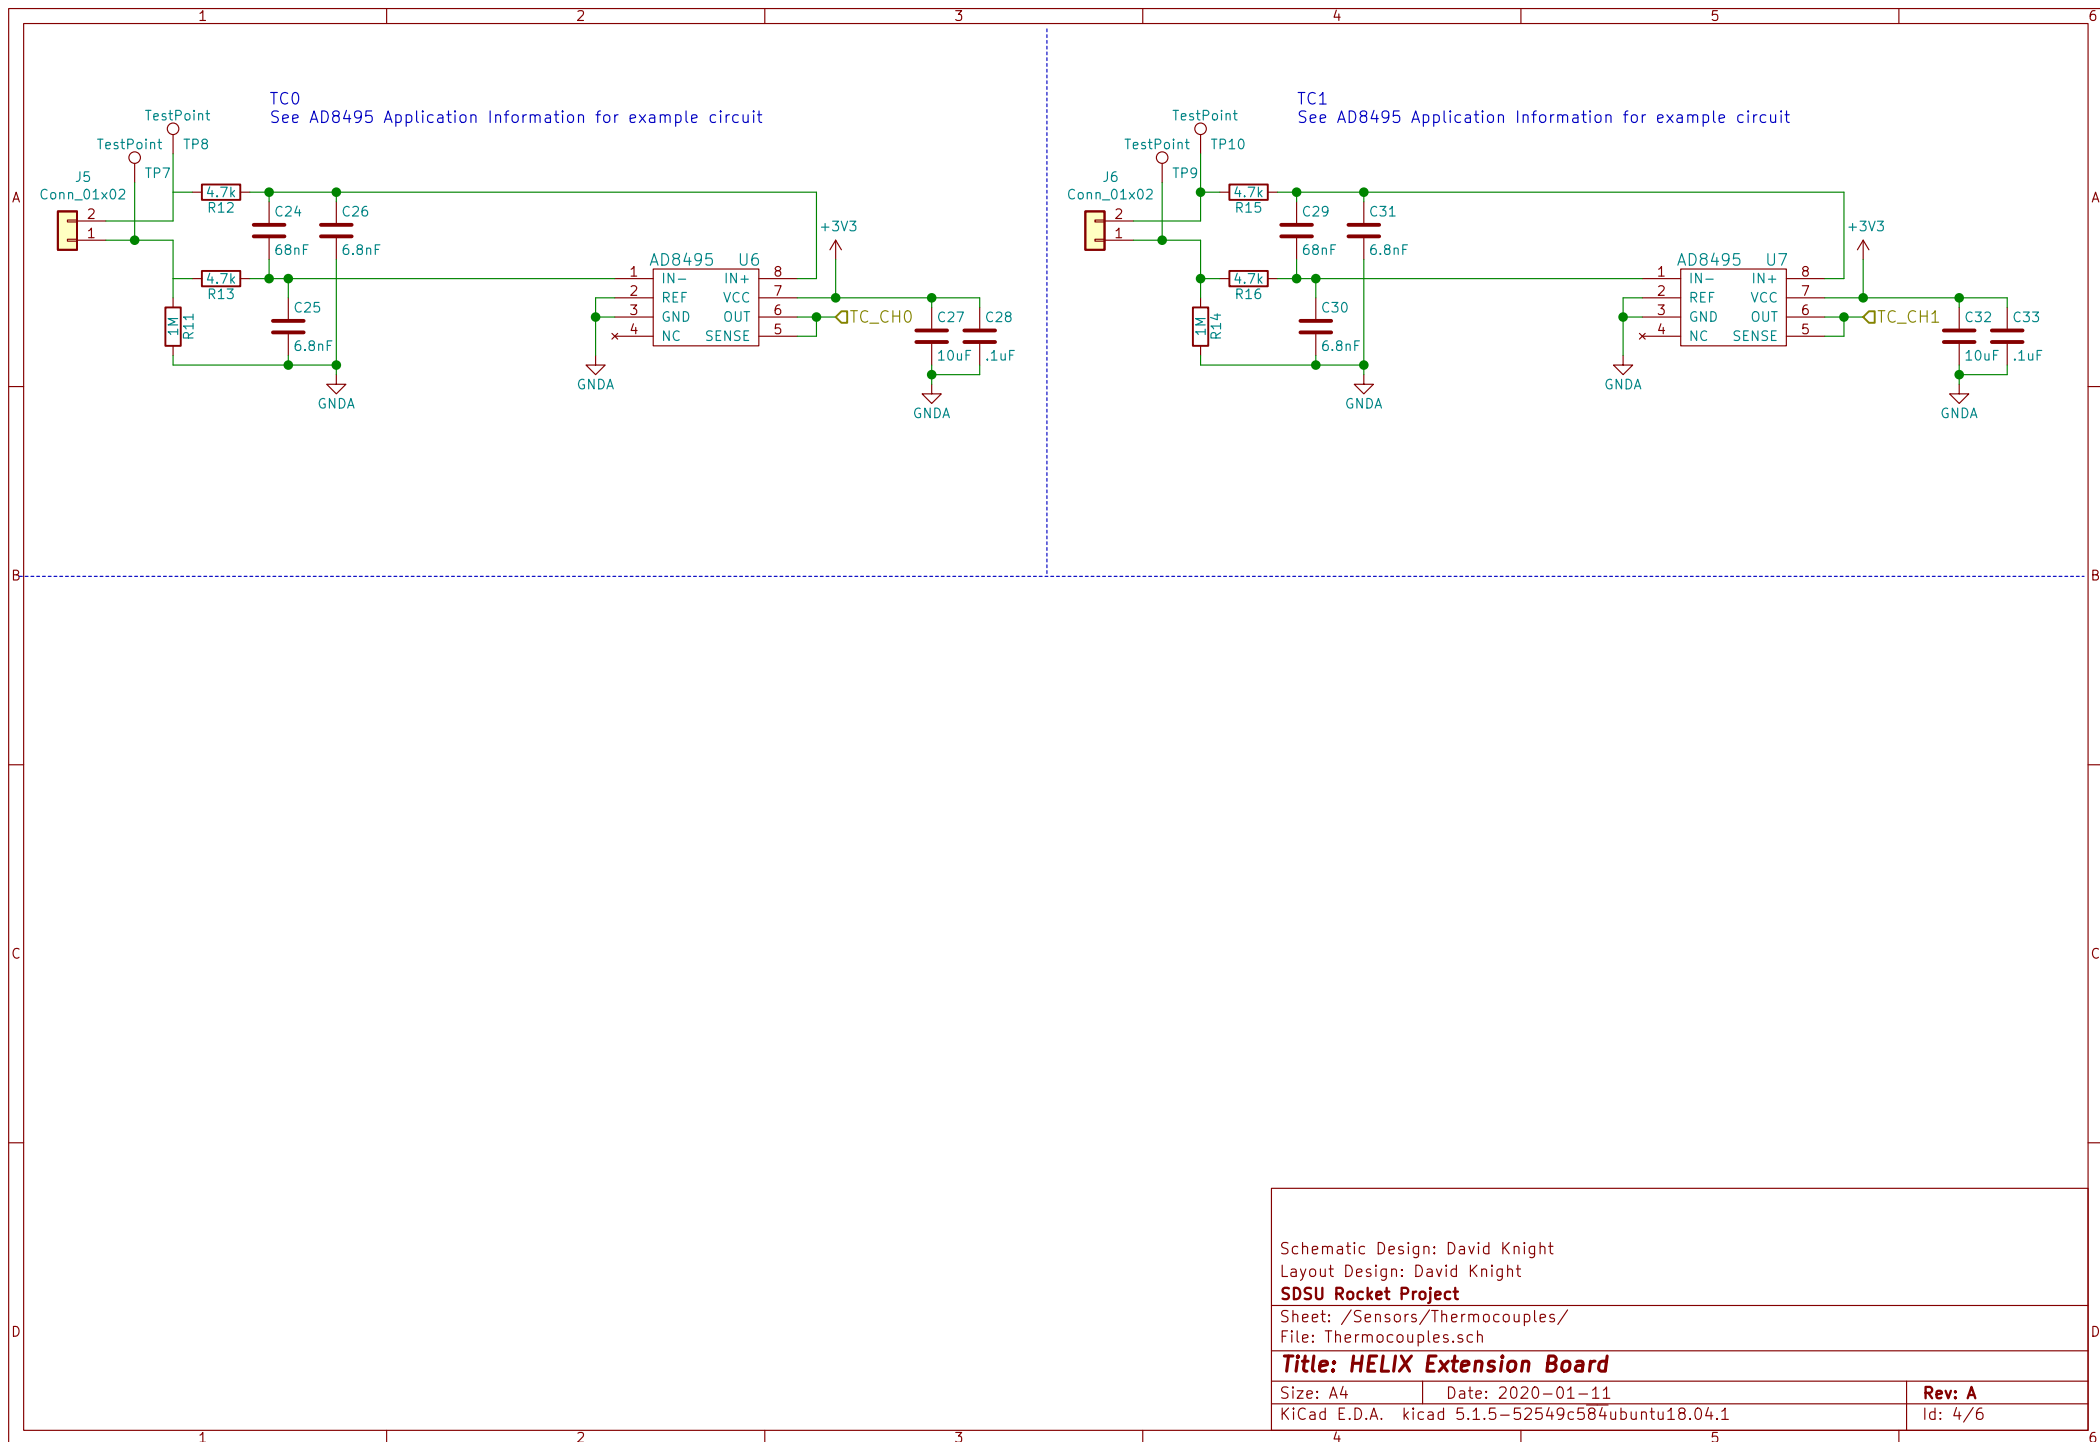 1 2 3 4 5 6
TC0
See AD8495 Application Information for example circuit
TestPoint
TP8
TestPoint
TP7
J5
Conn_01x02
2
1
4.7k
R12
C24
68nF
C26
6.8nF
4.7k
R13
1M
R11
C25
6.8nF
GNDA
AD8495 U6
1 IN- IN+ 8
2 REF VCC 7
3 GND OUT 6
4 NC SENSE 5
GNDA
+3V3
TC_CH0
C27
10uF
C28
.1uF
GNDA
TC1
See AD8495 Application Information for example circuit
TestPoint
TP10
TestPoint
TP9
J6
Conn_01x02
2
1
4.7k
R15
C29
68nF
C31
6.8nF
4.7k
R16
1M
R14
C30
6.8nF
GNDA
AD8495 U7
1 IN- IN+ 8
2 REF VCC 7
3 GND OUT 6
4 NC SENSE 5
GNDA
+3V3
TC_CH1
C32
10uF
C33
.1uF
GNDA
A A
B B
C C
D D
Schematic Design: David Knight
Layout Design: David Knight
SDSU Rocket Project
Sheet: /Sensors/Thermocouples/
File: Thermocouples.sch
Title: HELIX Extension Board
Size: A4 Date: 2020-01-11 Rev: A
KiCad E.D.A. kicad 5.1.5-52549c584ubuntu18.04.1 Id: 4/6
1 2 3 4 5 6